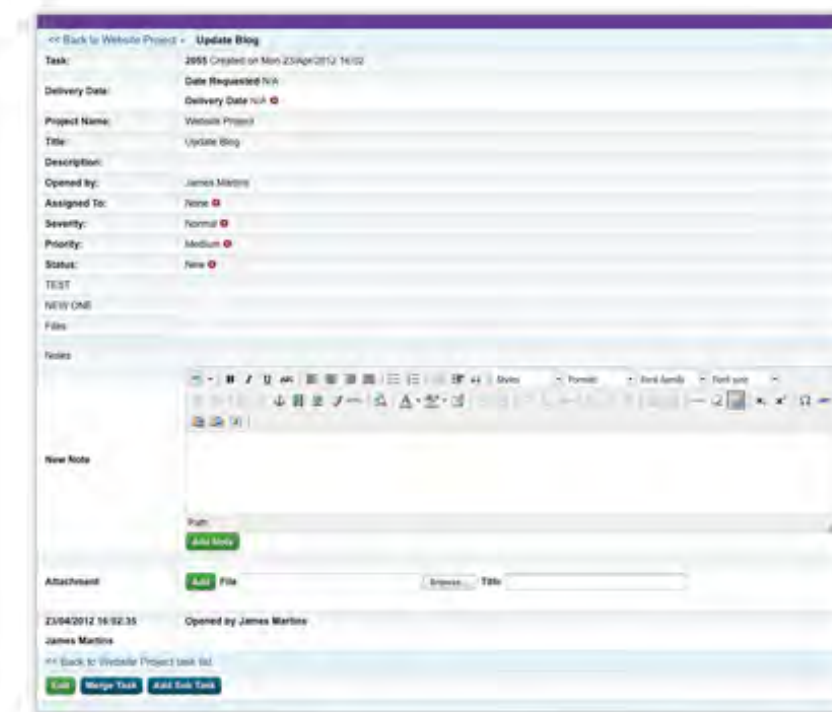 << Back to Website Project - Update Blog
Task: 2055 Created on Mon 23/Apr/2012 16:02
Delivery Date: Date Requested N/A
Delivery Date N/A
Project Name: Website Project
Title: Update Blog
Description:
Opened by: James Martins
Assigned To: None
Severity: Normal
Priority: Medium
Status: New
TEST
NEW ONE
Files
Notes
B I U ABC Styles Format Font family Font size
New Note
Path:
Add Note
Attachment Add File Browse... Title
23/04/2012 16:02:35 Opened by James Martins
James Martins
<< Back to Website Project task list
Edit Merge Task Add Sub Task